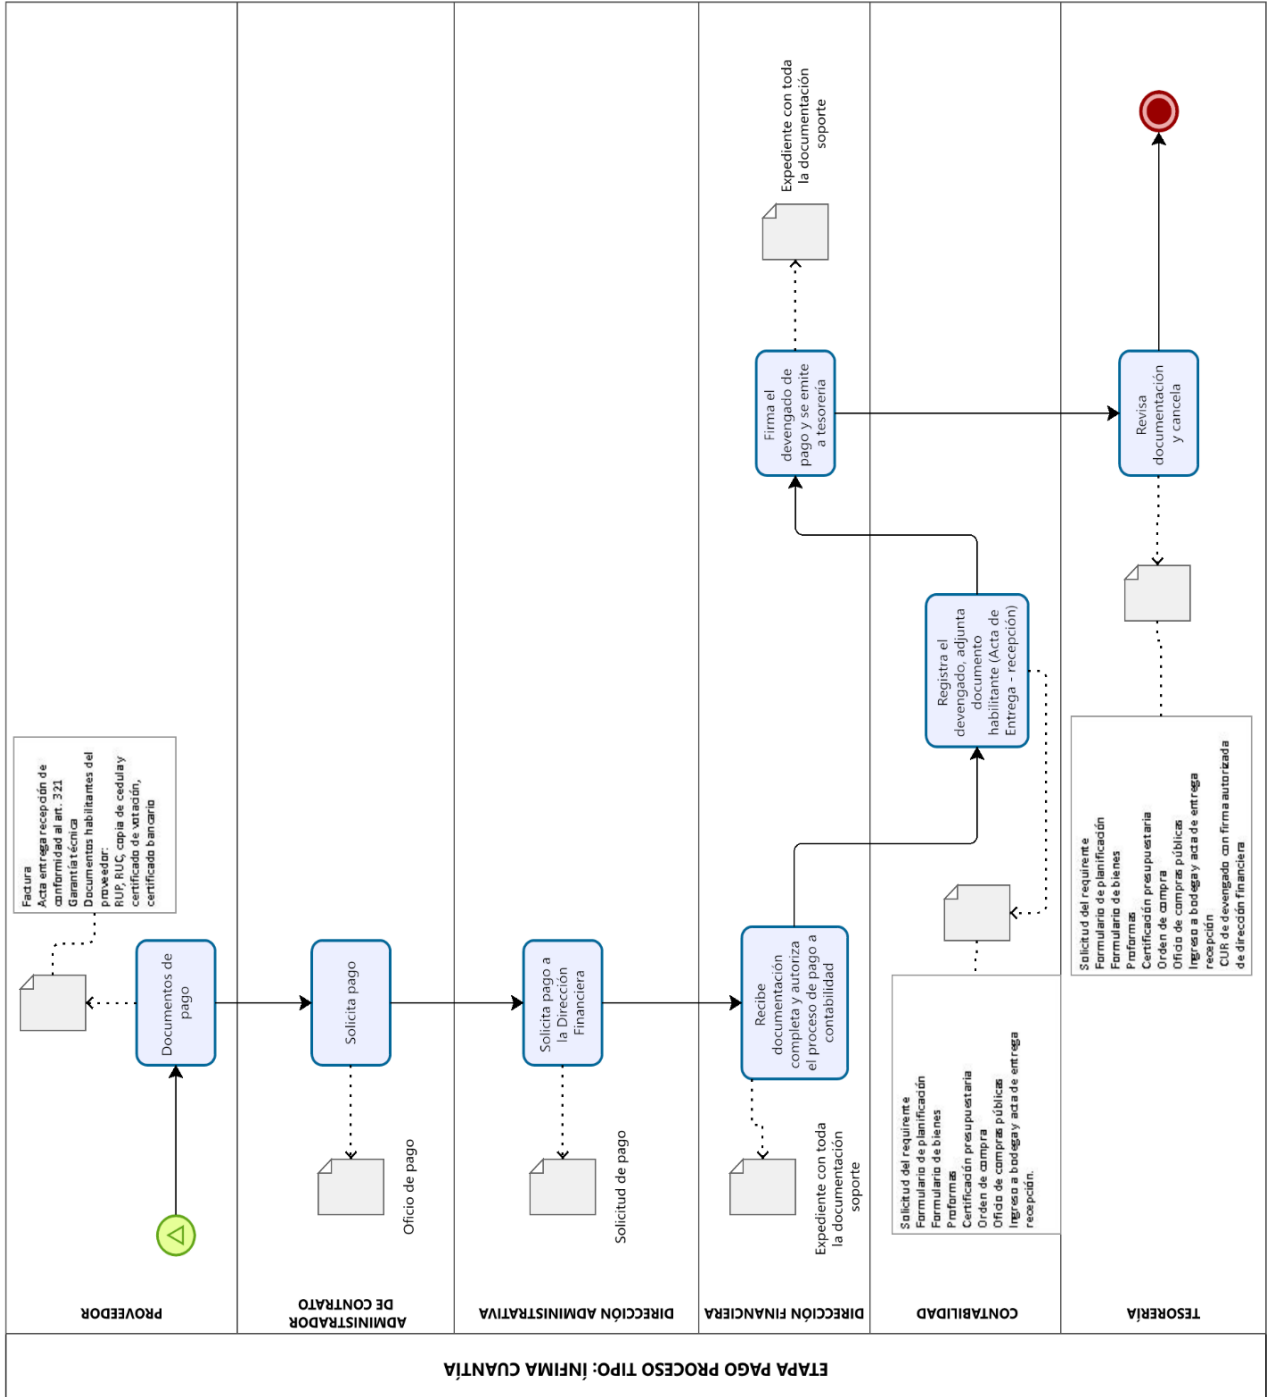 ETAPA PAGO PROCESO TIPO: ÍNFIMA CUANTÍA
PROVEEDOR
Documentos de
pago
Factura
Acta entrega recepción de
conformidad al art. 321
Garantía técnica
Documentos habilitantes del
proveedor:
RUP, RUC, copia de cedula y
certificado de votación,
certificado bancario
ADMINISTRADOR
DE CONTRATO
Solicita pago
Oficio de pago
DIRECCIÓN ADMINISTRATIVA
Solicita pago a
la Dirección
Financiera
Solicitud de pago
DIRECCIÓN FINANCIERA
Recibe
documentación
completa y autoriza
el proceso de pago a
contabilidad
Expediente con toda
la documentación
soporte
Firma el
devengado de
pago y se emite
a tesorería
Expediente con toda
la documentación
soporte
CONTABILIDAD
Solicitud del requirente
Formulario de planificación
Formulario de bienes
Proformas
Certificación presupuestaria
Orden de compra
Oficio de compras públicas
Ingreso a bodega y acta de entrega
recepción.
Registra el
devengado, adjunta
documento
habilitante (Acta de
Entrega - recepción)
TESORERÍA
Solicitud del requirente
Formulario de planificación
Formulario de bienes
Proformas
Certificación presupuestaria
Orden de compra
Oficio de compras públicas
Ingreso a bodega y acta de entrega
recepción
CUR de devengado con firma autorizada
de dirección financiera
Revisa
documentación
y cancela